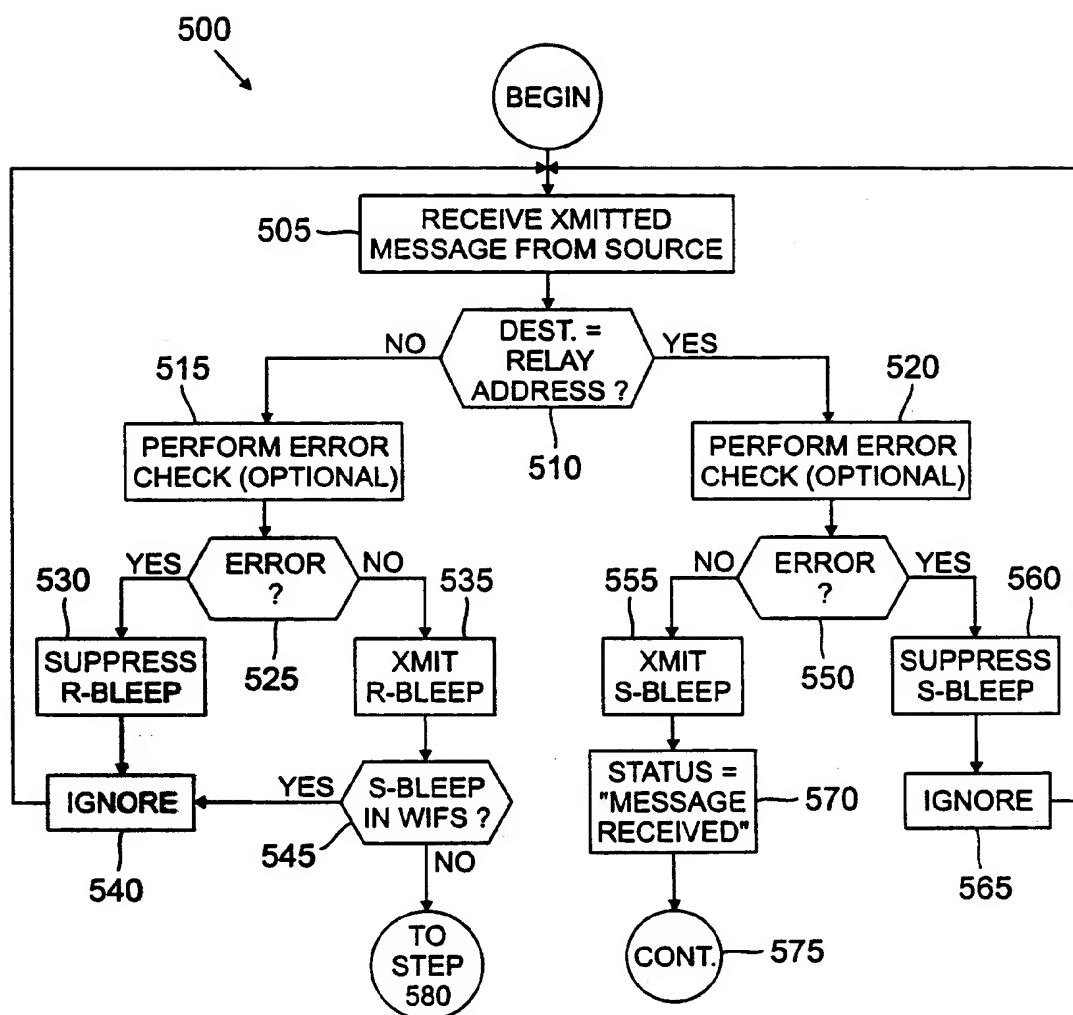 500
BEGIN
505
RECEIVE XMITTED
MESSAGE FROM SOURCE
NO
DEST. =
RELAY
ADDRESS ?
YES
510
515
PERFORM ERROR
CHECK (OPTIONAL)
520
PERFORM ERROR
CHECK (OPTIONAL)
YES
ERROR
?
NO
525
530
SUPPRESS
R-BLEEP
535
XMIT
R-BLEEP
NO
ERROR
?
YES
550
555
XMIT
S-BLEEP
560
SUPPRESS
S-BLEEP
IGNORE
540
YES
S-BLEEP
IN WIFS ?
545
NO
STATUS =
"MESSAGE
RECEIVED"
570
IGNORE
565
TO
STEP
580
CONT.
575